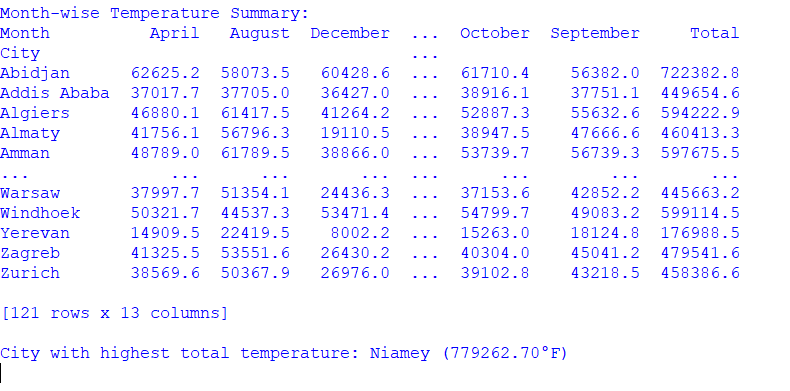 Month-wise Temperature Summary:
Month          April   August  December  ...  October  September     Total
City                                     ...
Abidjan      62625.2  58073.5   60428.6  ...  61710.4    56382.0  722382.8
Addis Ababa  37017.7  37705.0   36427.0  ...  38916.1    37751.1  449654.6
Algiers      46880.1  61417.5   41264.2  ...  52887.3    55632.6  594222.9
Almaty       41756.1  56796.3   19110.5  ...  38947.5    47666.6  460413.3
Amman        48789.0  61789.5   38866.0  ...  53739.7    56739.3  597675.5
...              ...      ...       ...  ...      ...        ...       ...
Warsaw       37997.7  51354.1   24436.3  ...  37153.6    42852.2  445663.2
Windhoek     50321.7  44537.3   53471.4  ...  54799.7    49083.2  599114.5
Yerevan      14909.5  22419.5    8002.2  ...  15263.0    18124.8  176988.5
Zagreb       41325.5  53551.6   26430.2  ...  40304.0    45041.2  479541.6
Zurich       38569.6  50367.9   26976.0  ...  39102.8    43218.5  458386.6
[121 rows x 13 columns]
City with highest total temperature: Niamey (779262.70°F)